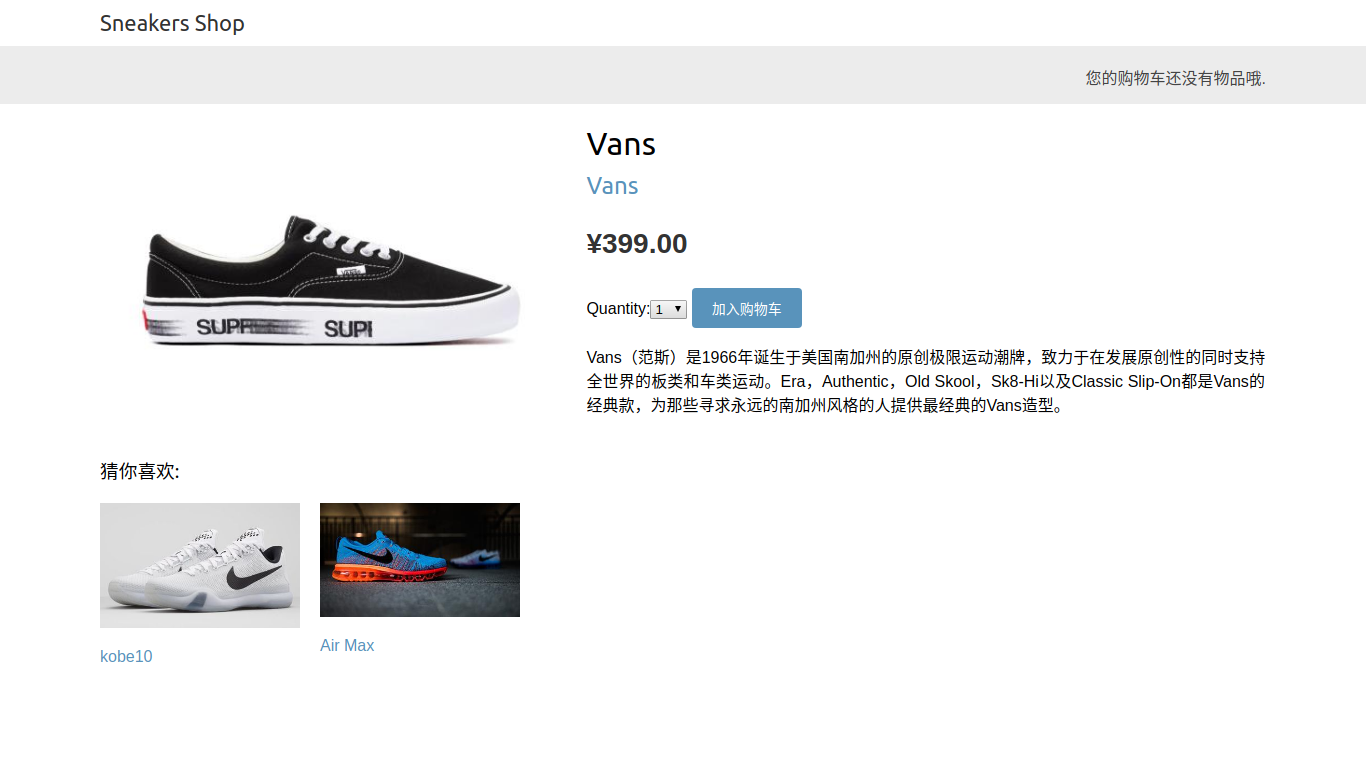 Sneakers Shop
您的购物车还没有物品哦.
Vans
Vans
¥399.00
Quantity: 1 加入购物车
Vans（范斯）是1966年诞生于美国南加州的原创极限运动潮牌，致力于在发展原创性的同时支持
全世界的板类和车类运动。Era，Authentic，Old Skool，Sk8-Hi以及Classic Slip-On都是Vans的
经典款，为那些寻求永远的南加州风格的人提供最经典的Vans造型。
SUPR SUPI
猜你喜欢:
kobe10
Air Max